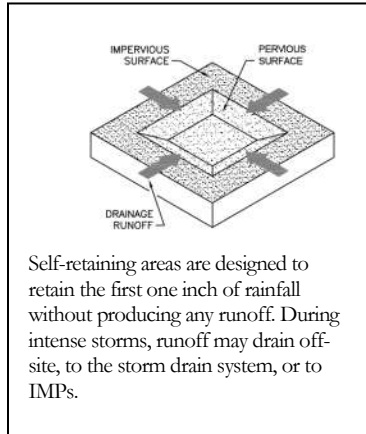 IMPERVIOUS PERVIOUS
SURFACE SURFACE
DRAINAGE
RUNOFF
Self-retaining areas are designed to
retain the first one inch of rainfall
without producing any runoff. During
intense storms, runoff may drain off-
site, to the storm drain system, or to
IMPs.